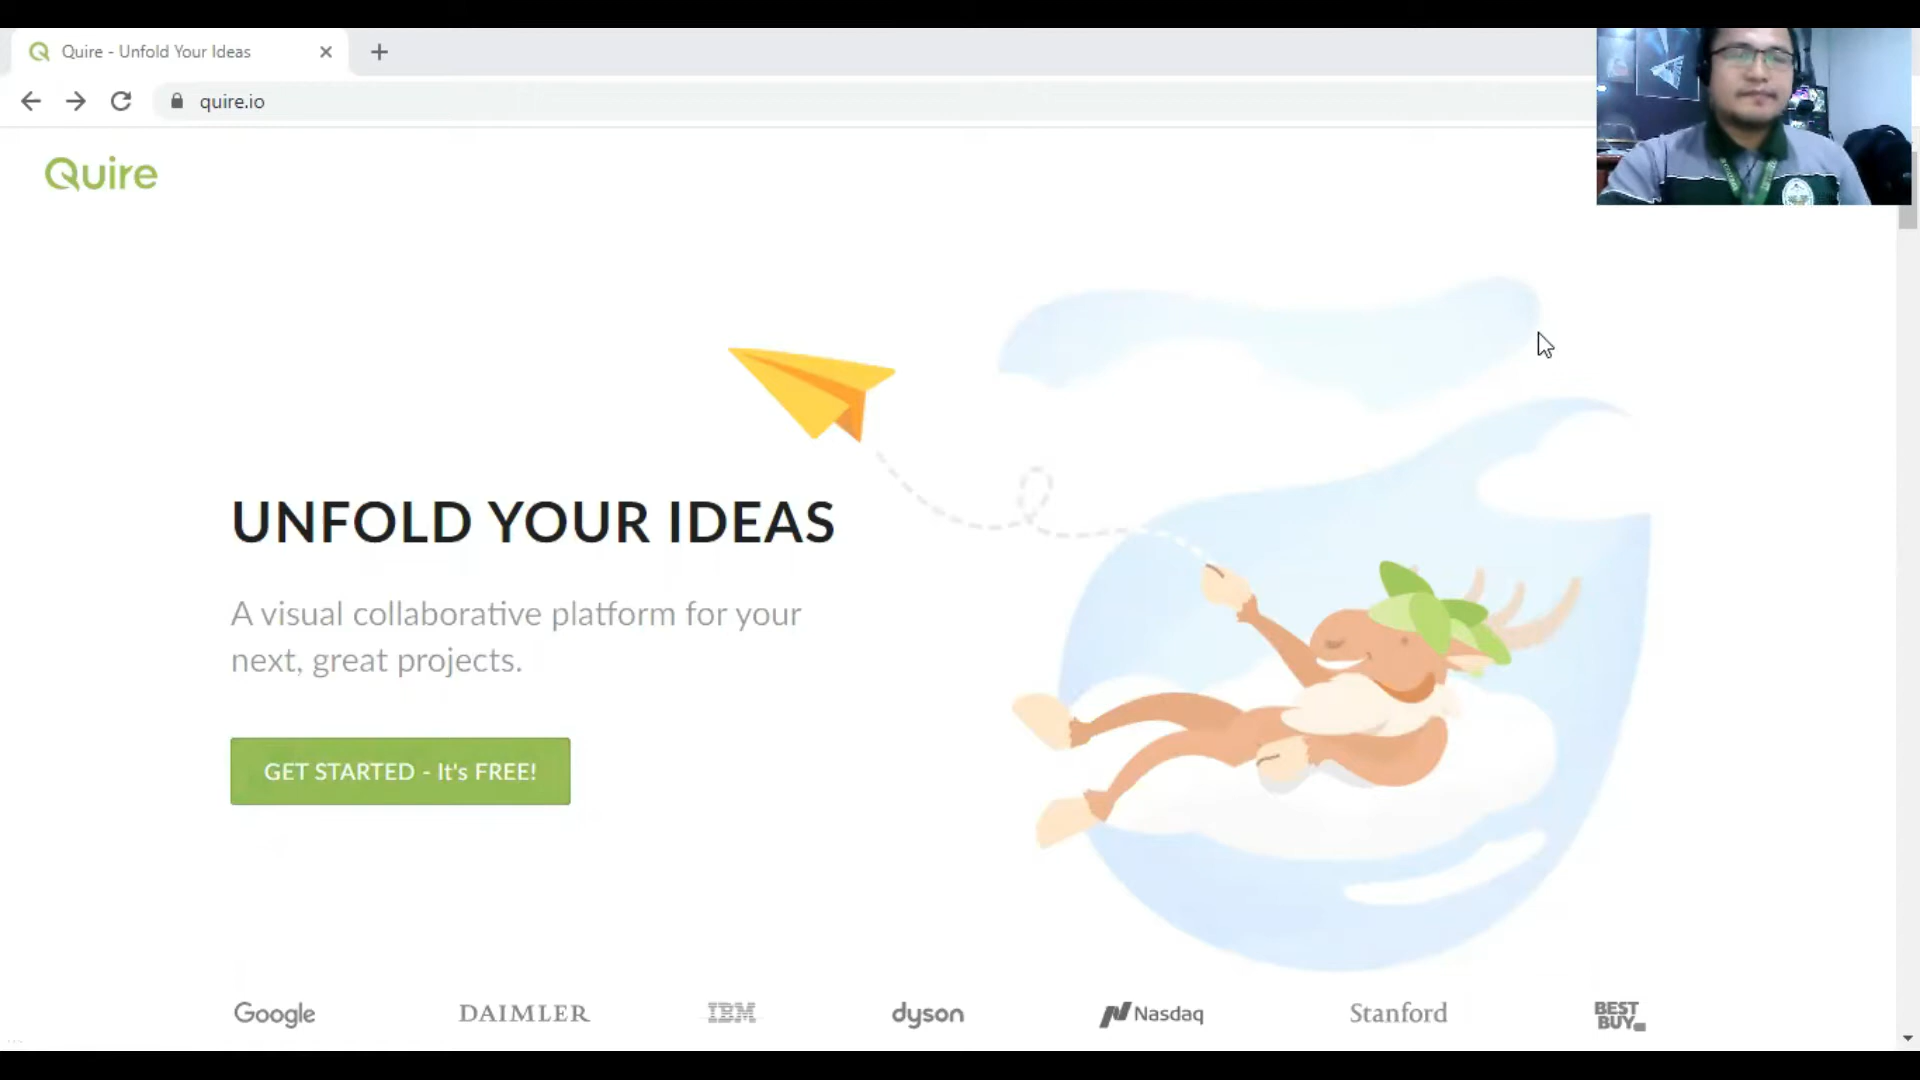 Quire - Unfold Your Ideas
quire.io
Quire
UNFOLD YOUR IDEAS
A visual collaborative platform for your
next, great projects.
GET STARTED - It's FREE!
Google
DAIMLER
IBM
dyson
Nasdaq
Stanford
BEST
BUY